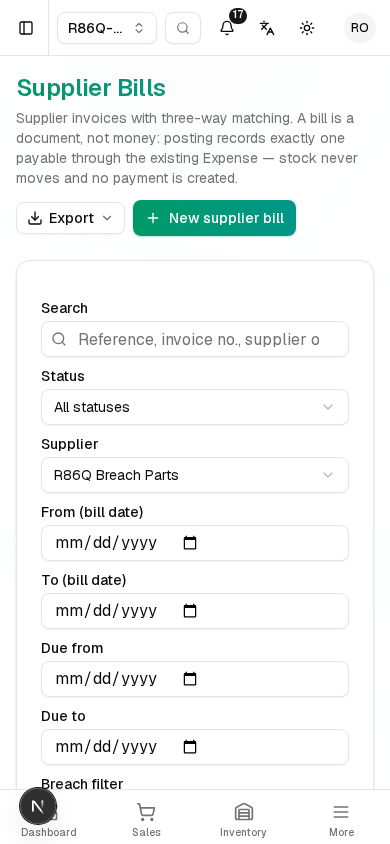 R86Q-...
17
RO
Supplier Bills
Supplier invoices with three-way matching. A bill is a
document, not money: posting records exactly one
payable through the existing Expense — stock never
moves and no payment is created.
Export
New supplier bill
Search
Reference, invoice no., supplier o
Status
All statuses
Supplier
R86Q Breach Parts
From (bill date)
mm/dd/yyyy
To (bill date)
mm/dd/yyyy
Due from
mm/dd/yyyy
Due to
mm/dd/yyyy
Breach filter
N
Dashboard
Sales
Inventory
More